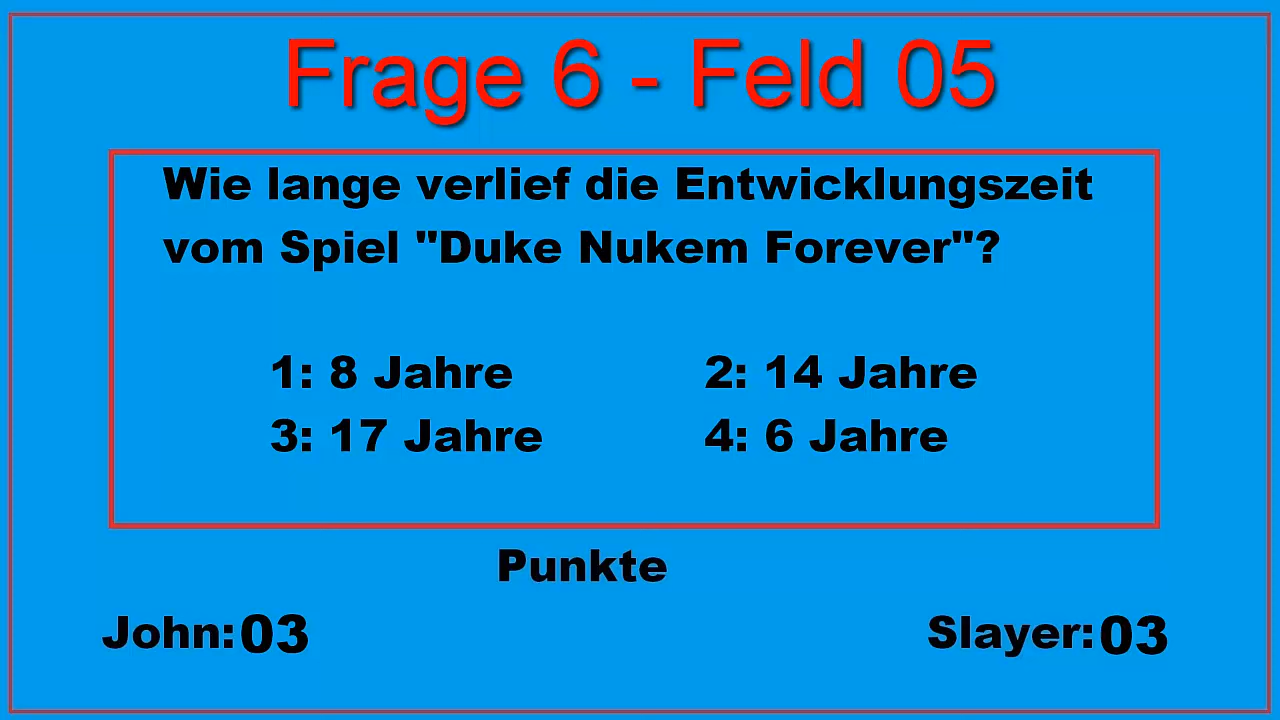 Frage 6 - Feld 05
Wie lange verlief die Entwicklungszeit
vom Spiel "Duke Nukem Forever"?
1: 8 Jahre 2: 14 Jahre
3: 17 Jahre 4: 6 Jahre
Punkte
John:03 Slayer:03